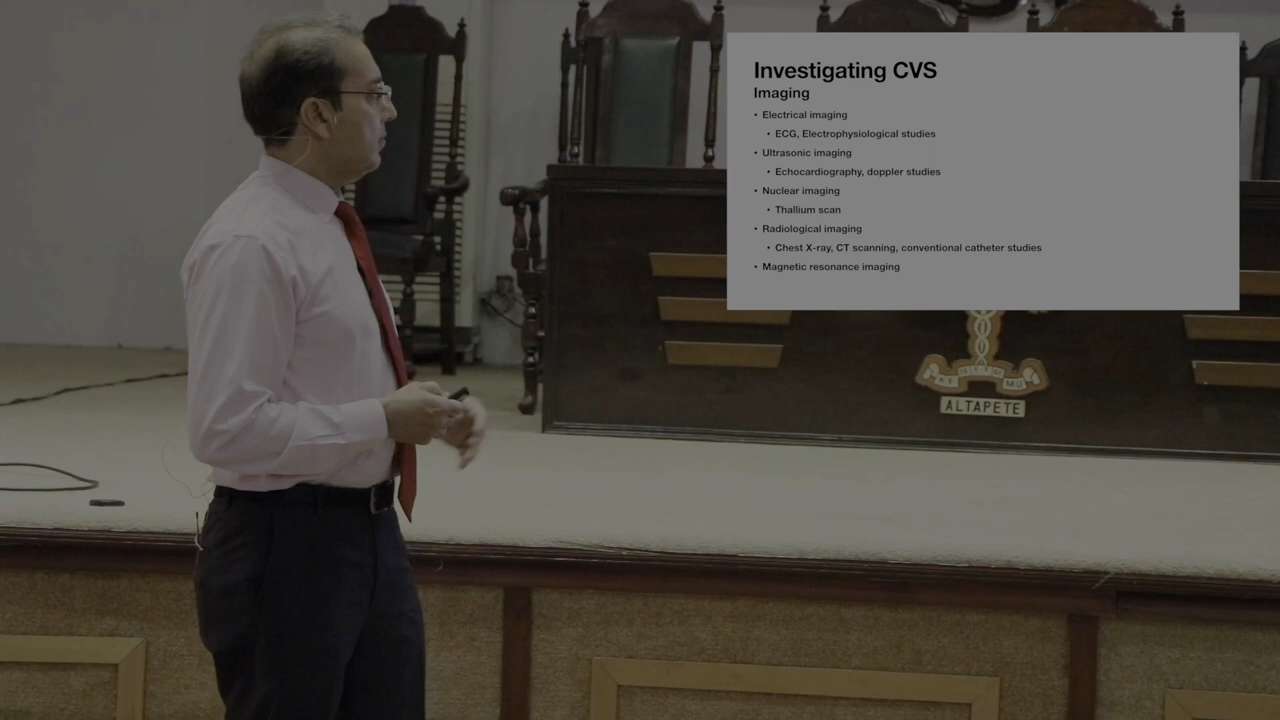 Investigating CVS
Imaging
• Electrical imaging
• ECG, Electrophysiological studies
• Ultrasonic imaging
• Echocardiography, doppler studies
• Nuclear imaging
• Thallium scan
• Radiological imaging
• Chest X-ray, CT scanning, conventional catheter studies
• Magnetic resonance imaging
MU
ALTAPETE